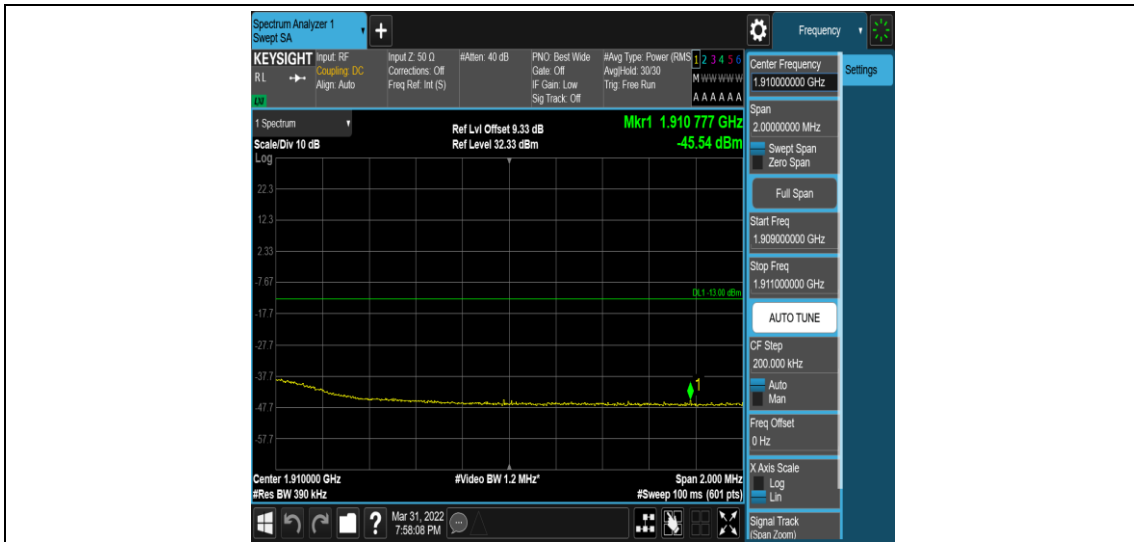 Spectrum Analyzer 1
Swept SA
Frequency
KEYSIGHT
RL
Input: RF
Coupling: DC
Align: Auto
Input Z: 50 Ω
Corrections: Off
Freq Ref: Int (S)
#Atten: 40 dB
PNO: Best Wide
Gate: Off
IF Gain: Low
Sig Track: Off
#Avg Type: Power (RMS
Avg|Hold: 30/30
Trig: Free Run
1 2 3 4 5 6
M W W W W W
A A A A A A
1 Spectrum
Scale/Div 10 dB
Log
Ref Lvl Offset 9.33 dB
Ref Level 32.33 dBm
Mkr1 1.910 777 GHz
-45.54 dBm
22.3
12.3
2.33
-7.67
DL1 -13.00 dBm
-17.7
-27.7
-37.7
1
-47.7
-57.7
Center 1.910000 GHz
#Res BW 390 kHz
#Video BW 1.2 MHz*
Span 2.000 MHz
#Sweep 100 ms (601 pts)
Mar 31, 2022
7:58:08 PM
Center Frequency
1.910000000 GHz
Settings
Span
2.00000000 MHz
Swept Span
Zero Span
Full Span
Start Freq
1.909000000 GHz
Stop Freq
1.911000000 GHz
AUTO TUNE
CF Step
200.000 kHz
Auto
Man
Freq Offset
0 Hz
X Axis Scale
Log
Lin
Signal Track
(Span Zoom)